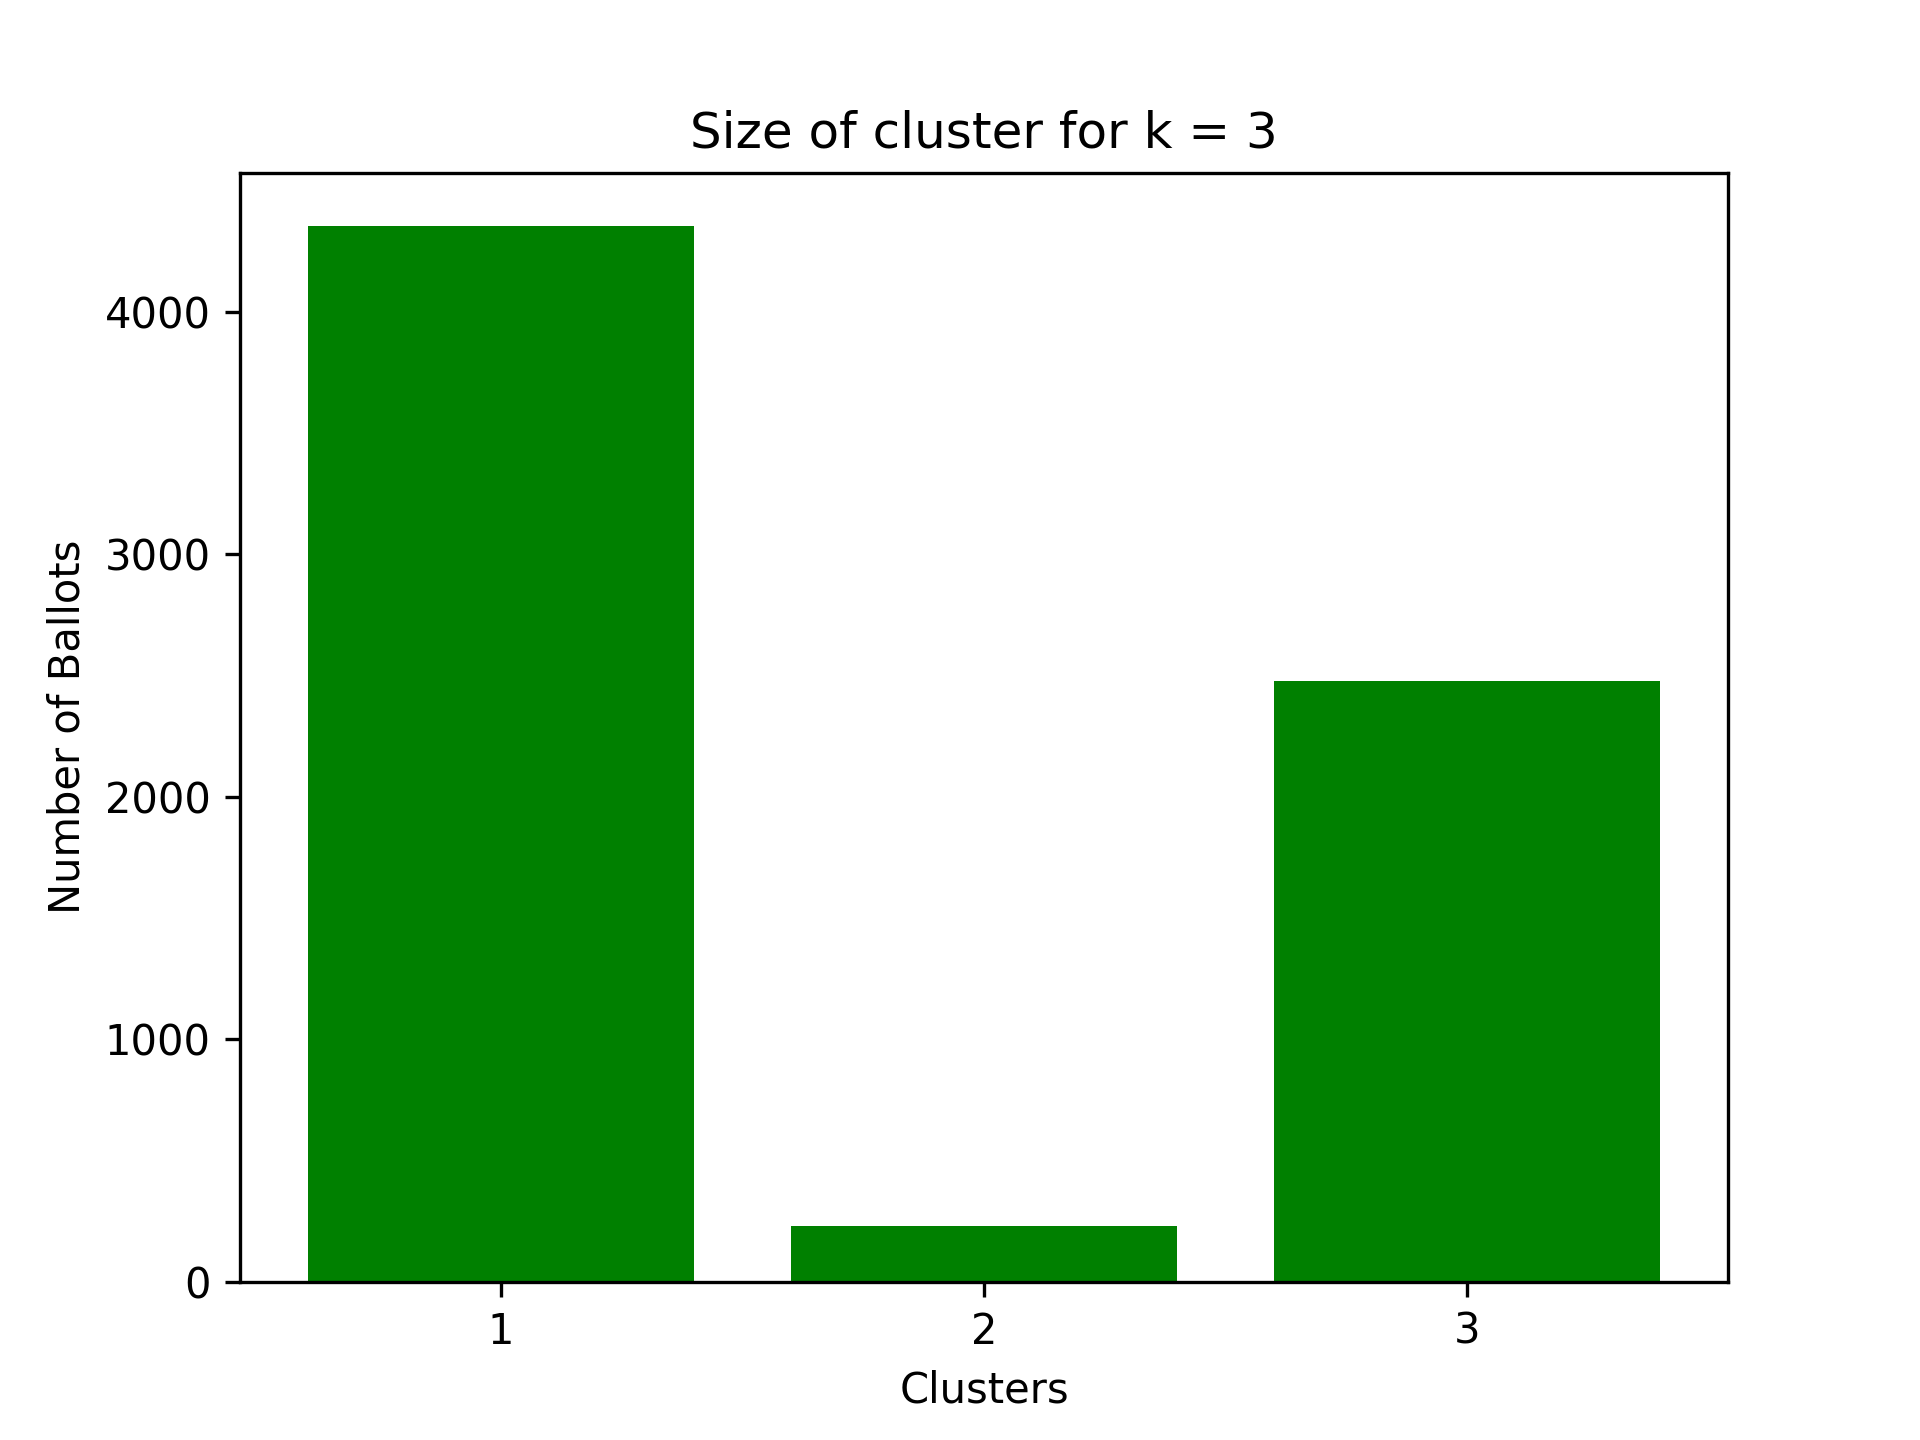 Size of cluster for k = 3
Number of Ballots
4000
3000
2000
1000
0
1 2 3
Clusters